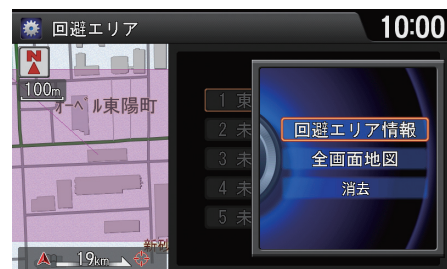 回避エリア
10:00
N
100m
オーベル東陽町
1 東
2 未
3 未
4 未
5 未
回避エリア情報
全画面地図
消去
19km